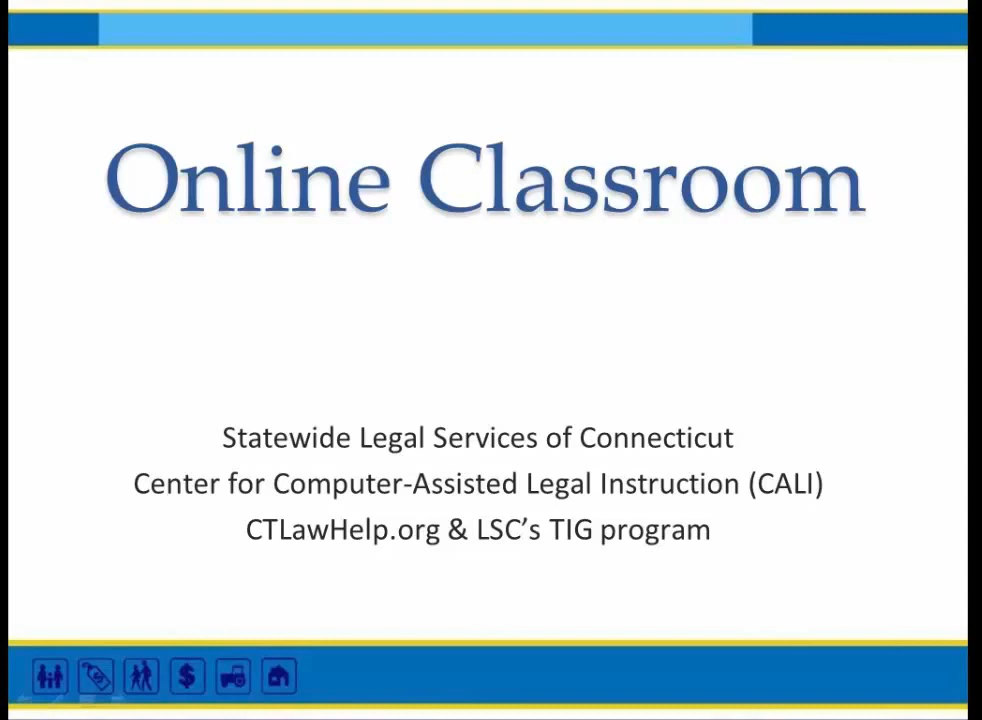 Online Classroom
Statewide Legal Services of Connecticut
Center for Computer-Assisted Legal Instruction (CALI)
CTLawHelp.org & LSC’s TIG program
$